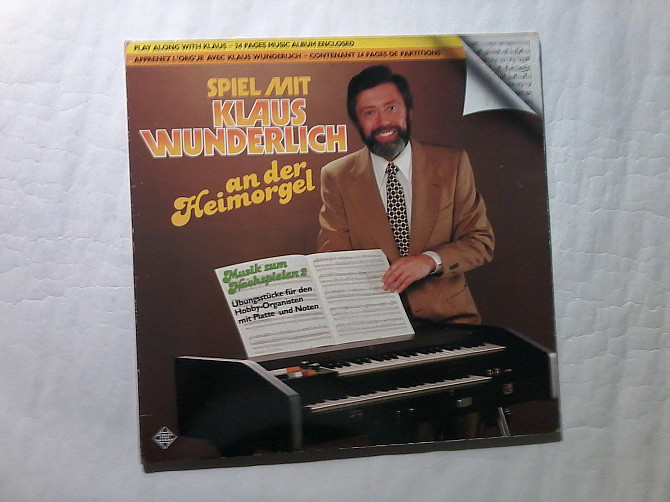 PLAY ALONG WITH KLAUS – 24 PAGES MUSIC ALBUM ENCLOSED
APPRENEZ L'ORGUE AVEC KLAUS WUNDERLICH – CONTENANT 24 PAGES DE PARTITIONS
SPIEL MIT
KLAUS
WUNDERLICH
an der
Heimorgel
Musik zum
Nachspielen 2
Übungsstücke für den
Hobby-Organisten
mit Platte und Noten